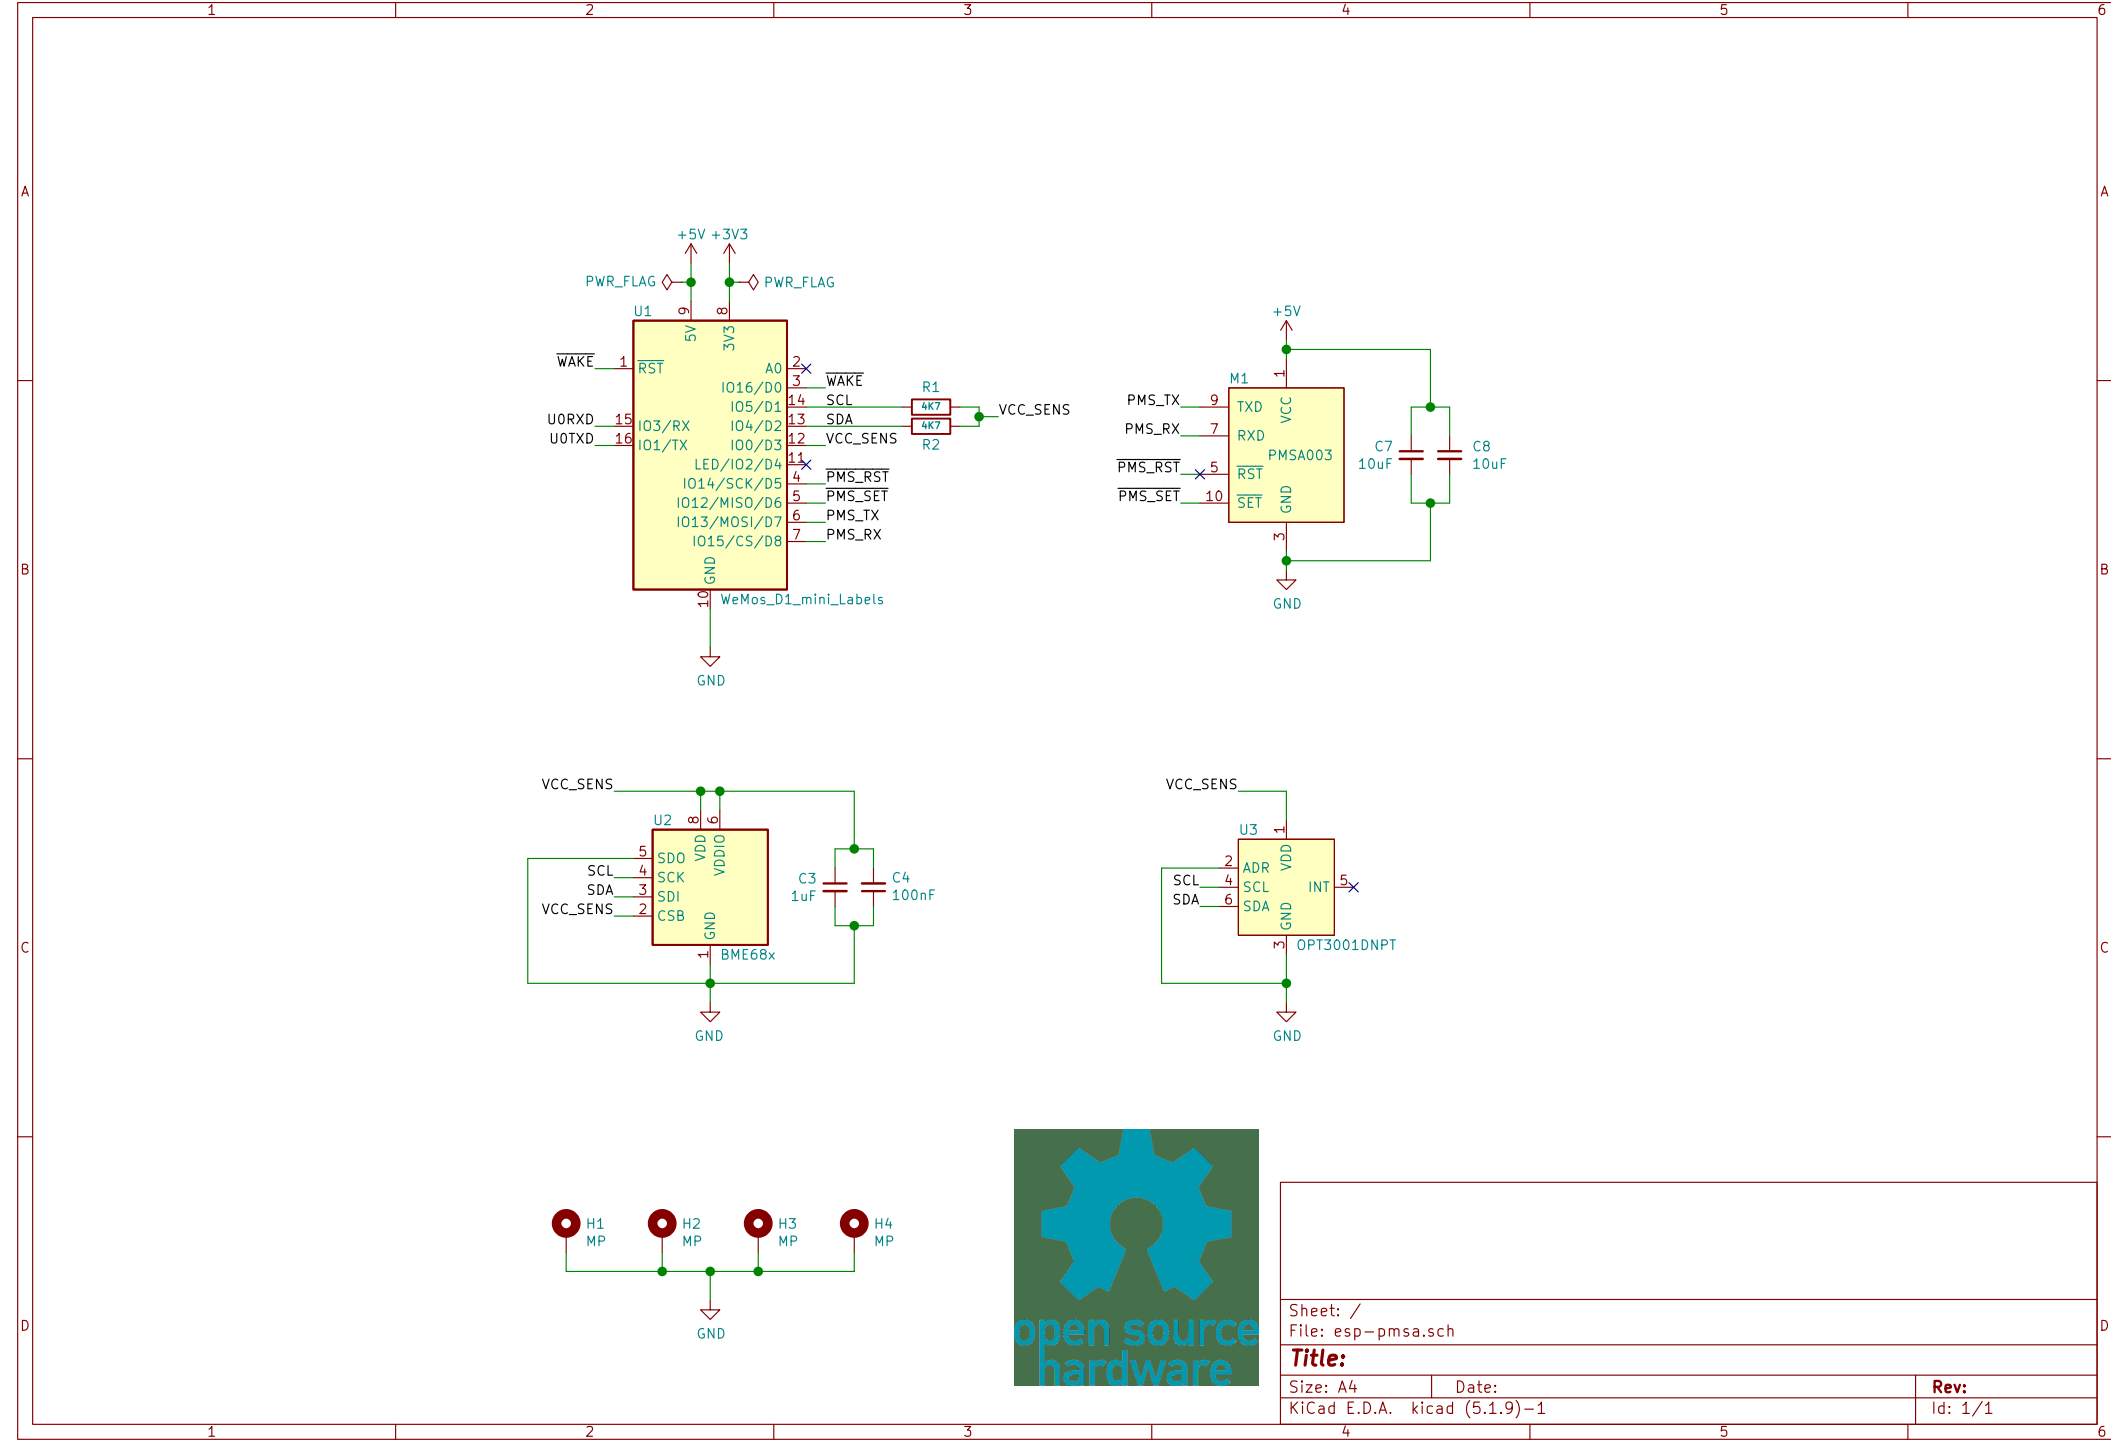 1 2 3 4 5 6
A A
B B
C C
D D
1 2 3 4 5 6
+5V +3V3
PWR_FLAG PWR_FLAG
U1
9 8
5V 3V3
WAKE 1 RST
U0RXD 15 IO3/RX
U0TXD 16 IO1/TX
A0 2
IO16/D0 3 WAKE
IO5/D1 14 SCL
IO4/D2 13 SDA
IO0/D3 12 VCC_SENS
LED/IO2/D4 11
IO14/SCK/D5 4 PMS_RST
IO12/MISO/D6 5 PMS_SET
IO13/MOSI/D7 6 PMS_TX
IO15/CS/D8 7 PMS_RX
GND
10
WeMos_D1_mini_Labels
GND
R1
4K7
4K7
R2
VCC_SENS
+5V
M1
1
VCC
PMS_TX 9 TXD
PMS_RX 7 RXD
PMS_RST 5 RST
PMS_SET 10 SET
PMSA003
GND
3
GND
C7
10uF
C8
10uF
VCC_SENS
U2
8 6
VDD VDDIO
5 SDO
SCL 4 SCK
SDA 3 SDI
VCC_SENS 2 CSB
GND
1
BME68x
GND
C3
1uF
C4
100nF
VCC_SENS
U3
1
VDD
2 ADR
SCL 4 SCL
SDA 6 SDA
INT 5
GND
3
OPT3001DNPT
GND
H1
MP
H2
MP
H3
MP
H4
MP
GND
open source
hardware
Sheet: /
File: esp-pmsa.sch
Title:
Size: A4 Date: Rev:
KiCad E.D.A. kicad (5.1.9)-1 Id: 1/1